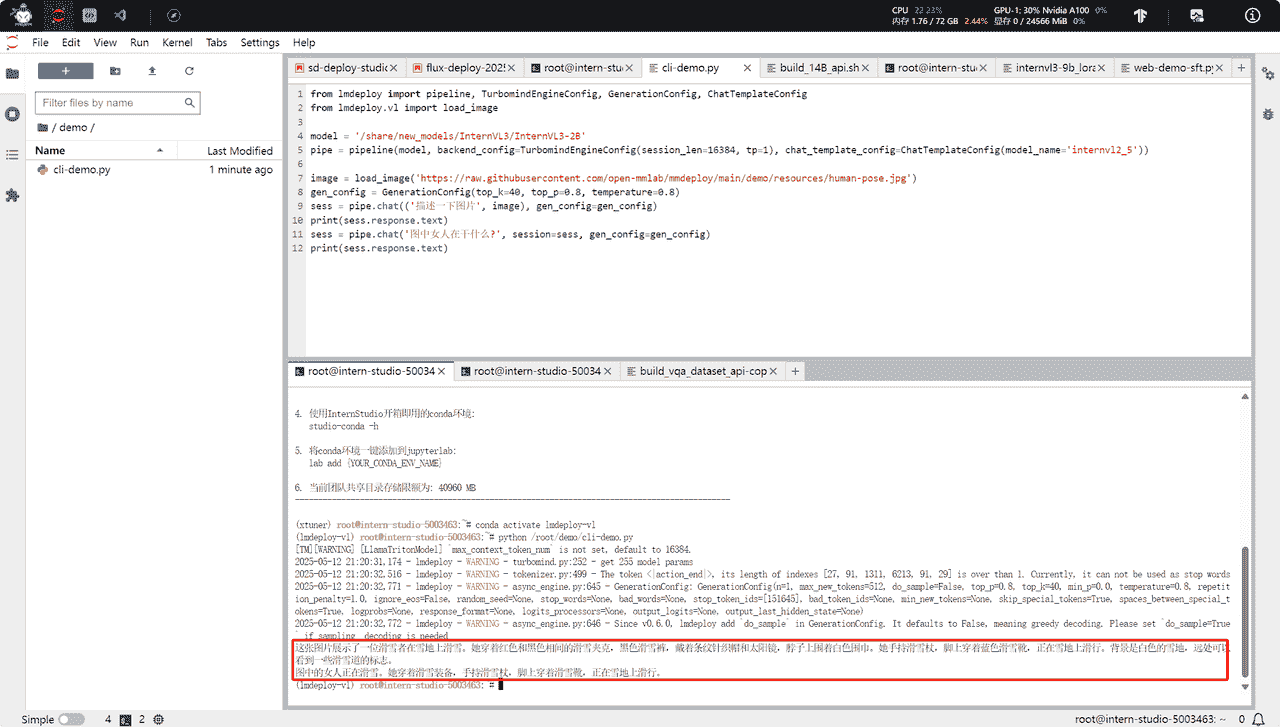 CPU 22.23%
内存 1.76 / 72 GB 2.44%
GPU-1: 30% Nvidia A100 0%
显存 0 / 24566 MiB 0%
File Edit View Run Kernel Tabs Settings Help
Filter files by name
/ demo /
Name Last Modified
cli-demo.py 1 minute ago
sd-deploy-studic flux-deploy-202! root@intern-stu cli-demo.py build_14B_api.sh root@intern-stu internvl3-9b_lora web-demo-sft.py
1 from lmdeploy import pipeline, TurbomindEngineConfig, GenerationConfig, ChatTemplateConfig
2 from lmdeploy.vl import load_image
3
4 model = '/share/new_models/InternVL3/InternVL3-2B'
5 pipe = pipeline(model, backend_config=TurbomindEngineConfig(session_len=16384, tp=1), chat_template_config=ChatTemplateConfig(model_name='internvl2_5'))
6
7 image = load_image('https://raw.githubusercontent.com/open-mmlab/mmdeploy/main/demo/resources/human-pose.jpg')
8 gen_config = GenerationConfig(top_k=40, top_p=0.8, temperature=0.8)
9 sess = pipe.chat(('描述一下图片', image), gen_config=gen_config)
10 print(sess.response.text)
11 sess = pipe.chat('图中女人在干什么?', session=sess, gen_config=gen_config)
12 print(sess.response.text)
root@intern-studio-50034 root@intern-studio-50034 build_vqa_dataset_api-cop
4. 使用InternStudio开箱即用的conda环境:
studio-conda -h
5. 将conda环境一键添加到jupyterlab:
lab add {YOUR_CONDA_ENV_NAME}
6. 当前团队共享目录存储限额为: 40960 MB
(xtuner) root@intern-studio-5003463:~# conda activate lmdeploy-vl
(lmdeploy-vl) root@intern-studio-5003463:~# python /root/demo/cli-demo.py
[TM][WARNING] [LlamaTritonModel] `max_context_token_num` is not set, default to 16384.
2025-05-12 21:20:31,174 - lmdeploy - WARNING - turbomind.py:252 - get 255 model params
2025-05-12 21:20:32,516 - lmdeploy - WARNING - tokenizer.py:499 - The token <|action_end|>, its length of indexes [27, 91, 1311, 6213, 91, 29] is over than 1. Currently, it can not be used as stop words
2025-05-12 21:20:32,771 - lmdeploy - WARNING - async_engine.py:645 - GenerationConfig: GenerationConfig(n=1, max_new_tokens=512, do_sample=False, top_p=0.8, top_k=40, min_p=0.0, temperature=0.8, repetit
ion_penalty=1.0, ignore_eos=False, random_seed=None, stop_words=None, bad_words=None, stop_token_ids=[151645], bad_token_ids=None, min_new_tokens=None, skip_special_tokens=True, spaces_between_special_t
okens=True, logprobs=None, response_format=None, logits_processors=None, output_logits=None, output_last_hidden_state=None)
2025-05-12 21:20:32,772 - lmdeploy - WARNING - async_engine.py:646 - Since v0.6.0, lmdeploy add `do_sample` in GenerationConfig. It defaults to False, meaning greedy decoding. Please set `do_sample=True
` if sampling decoding is needed
这张图片展示了一位滑雪者在雪地上滑雪。她穿着红色和黑色相间的滑雪夹克，黑色滑雪裤，戴着条纹针织帽和太阳镜，脖子上围着白色围巾。她手持滑雪杖，脚上穿着蓝色滑雪靴，正在雪地上滑行。背景是白色的雪地，远处可以
看到一些滑雪道的标志。
图中的女人正在滑雪。她穿着滑雪装备，手持滑雪杖，脚上穿着滑雪靴，正在雪地上滑行。
(lmdeploy-vl) root@intern-studio-5003463: #
Simple 4 2 root@intern-studio-5003463: ~ 0